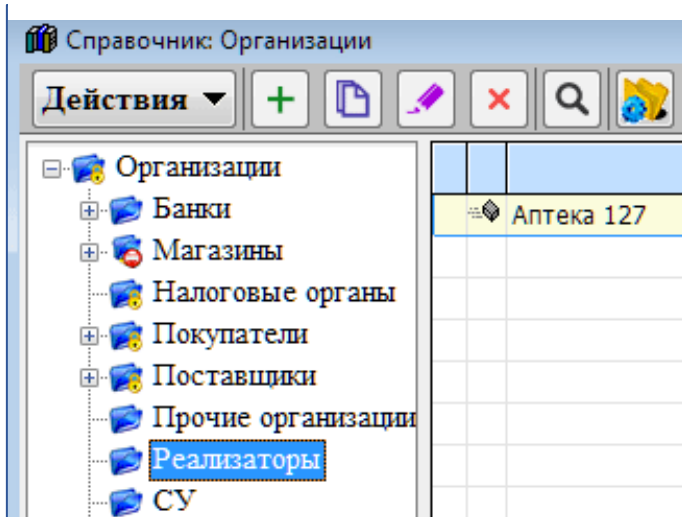 Справочник: Организации
Действия
Организации
Банки
Магазины
Налоговые органы
Покупатели
Поставщики
Прочие организации
Реализаторы
СУ
Аптека 127